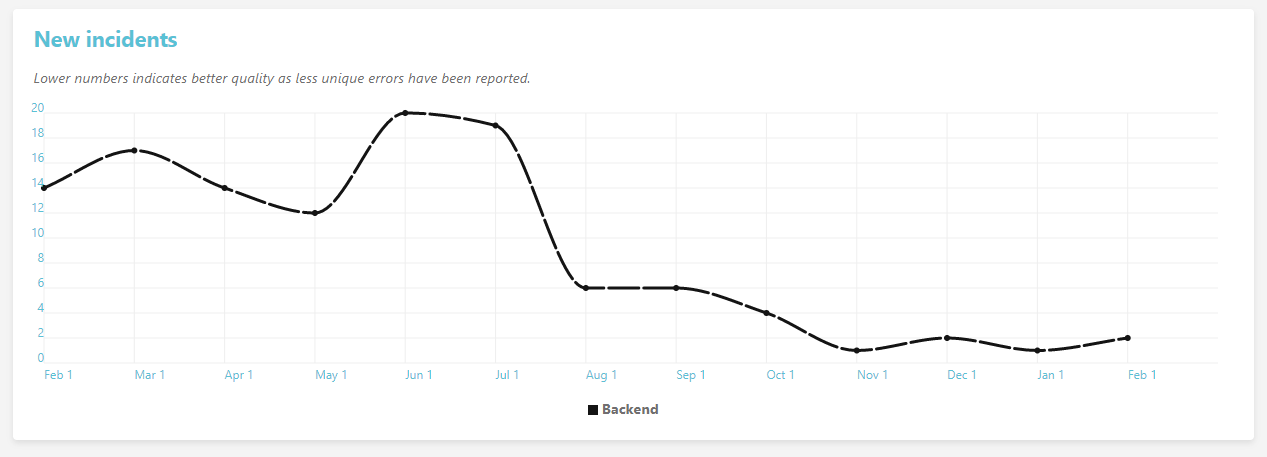 New incidents
Lower numbers indicates better quality as less unique errors have been reported.
20
18
16
14
12
10
8
6
4
2
0
Feb 1 Mar 1 Apr 1 May 1 Jun 1 Jul 1 Aug 1 Sep 1 Oct 1 Nov 1 Dec 1 Jan 1 Feb 1
Backend